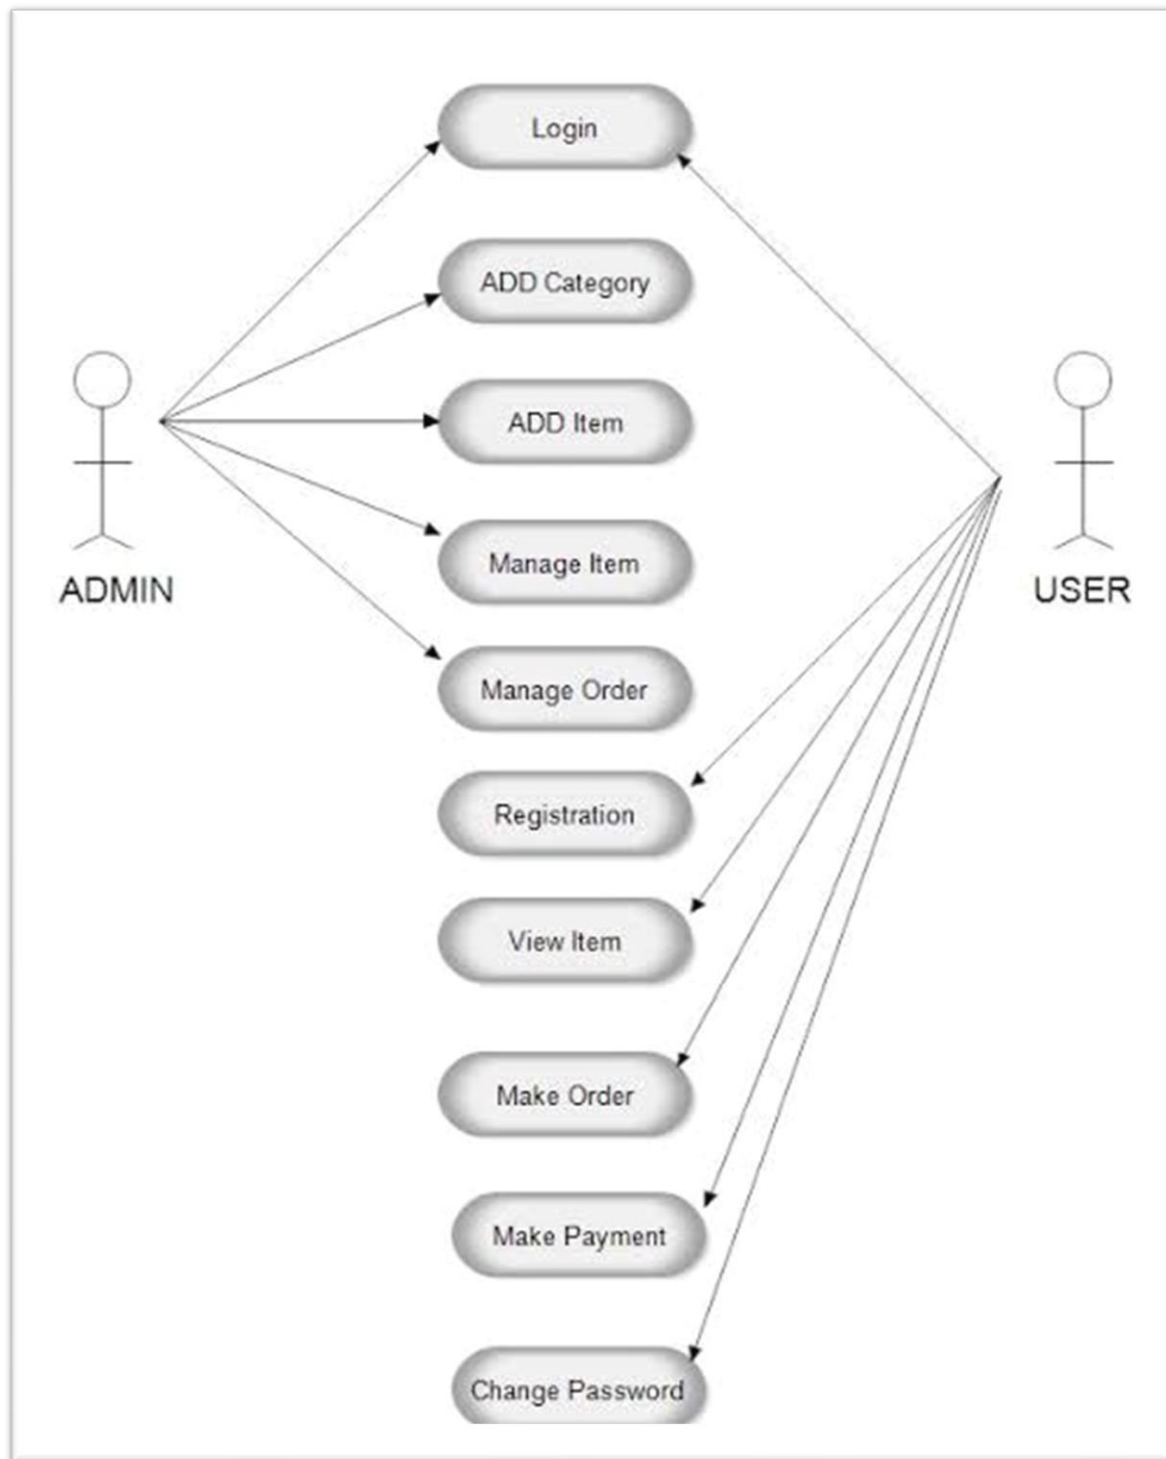 Login
ADD Category
ADD Item
Manage Item
ADMIN
USER
Manage Order
Registration
View Item
Make Order
Make Payment
Change Password